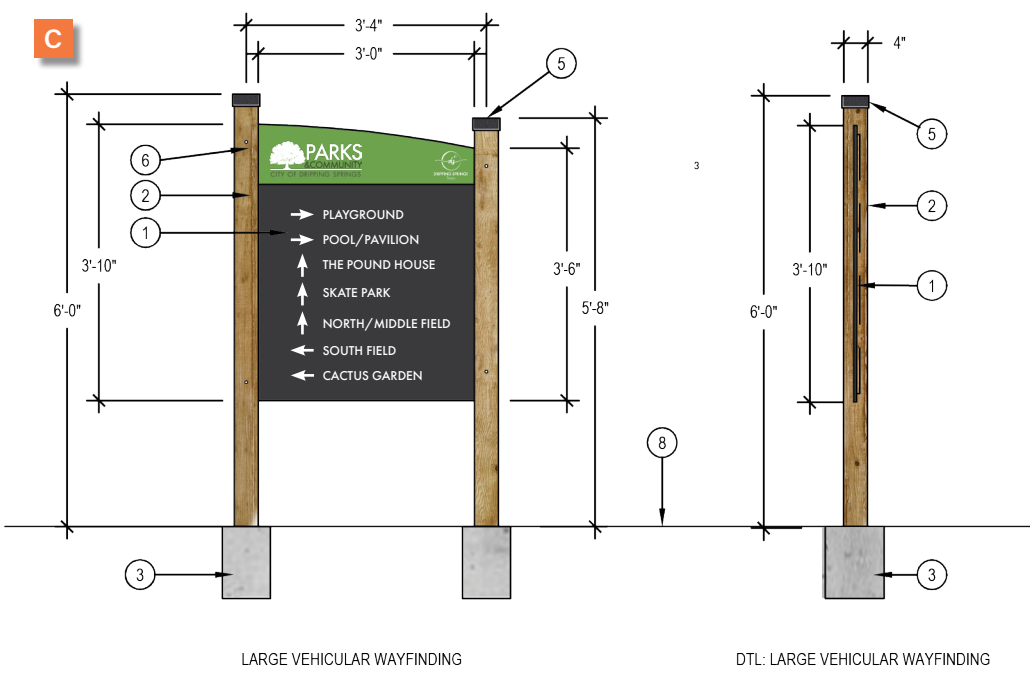 C
3'-4"
3'-0"
4"
5
5
6
PARKS
&COMMUNITY
CITY OF DRIPPING SPRINGS
DRIPPING SPRINGS
3
2
2
1
PLAYGROUND
POOL/PAVILION
THE POUND HOUSE
SKATE PARK
NORTH/MIDDLE FIELD
SOUTH FIELD
CACTUS GARDEN
3'-10"
6'-0"
3'-6"
5'-8"
3'-10"
6'-0"
1
8
3
3
LARGE VEHICULAR WAYFINDING
DTL: LARGE VEHICULAR WAYFINDING